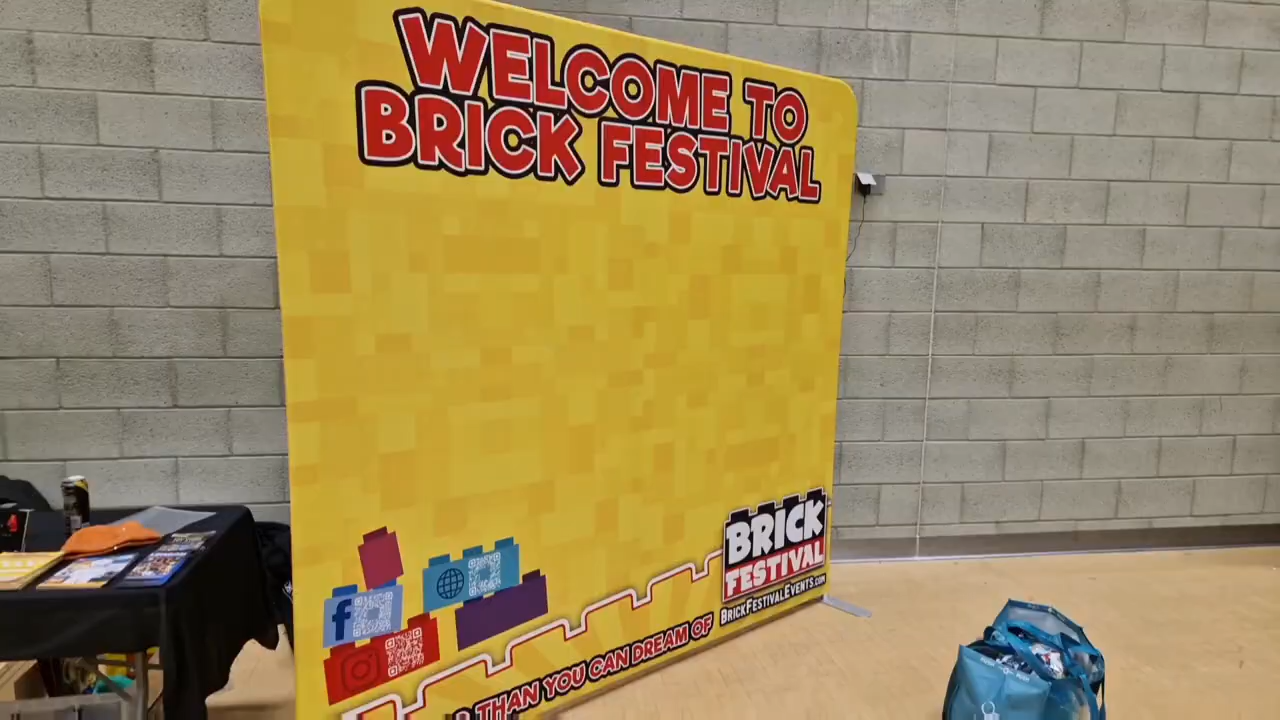 WELCOME TO
BRICK FESTIVAL
BRICK
FESTIVAL
BRICKFESTIVALEVENTS.COM
THAN YOU CAN DREAM OF
f